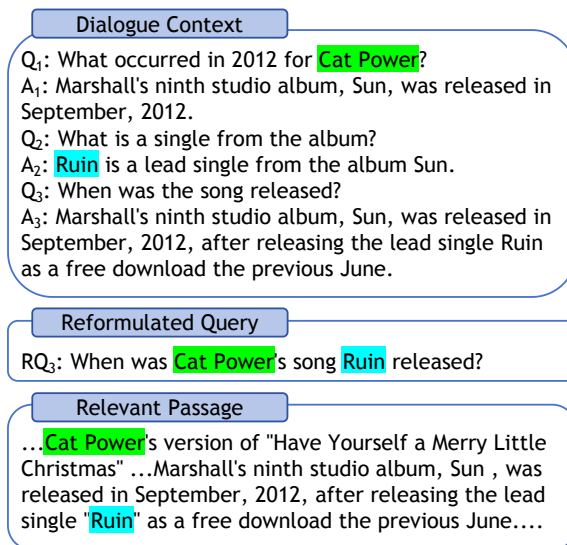 Dialogue Context
Q₁: What occurred in 2012 for Cat Power?
A₁: Marshall's ninth studio album, Sun, was released in
September, 2012.
Q₂: What is a single from the album?
A₂: Ruin is a lead single from the album Sun.
Q₃: When was the song released?
A₃: Marshall's ninth studio album, Sun, was released in
September, 2012, after releasing the lead single Ruin
as a free download the previous June.
Reformulated Query
RQ₃: When was Cat Power's song Ruin released?
Relevant Passage
...Cat Power's version of "Have Yourself a Merry Little
Christmas" ...Marshall's ninth studio album, Sun , was
released in September, 2012, after releasing the lead
single "Ruin" as a free download the previous June....